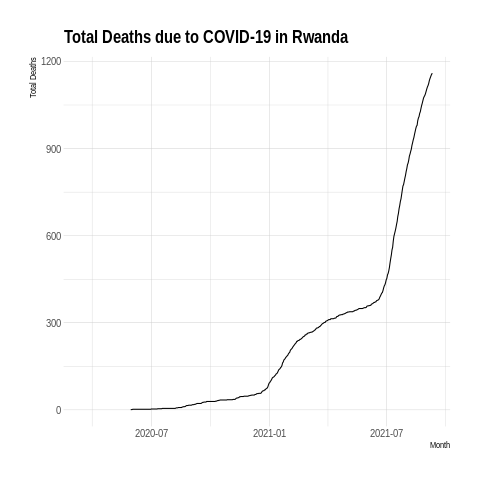 Total Deaths due to COVID-19 in Rwanda
Total Deaths
1200
900
600
300
0
2020-07
2021-01
2021-07
Month